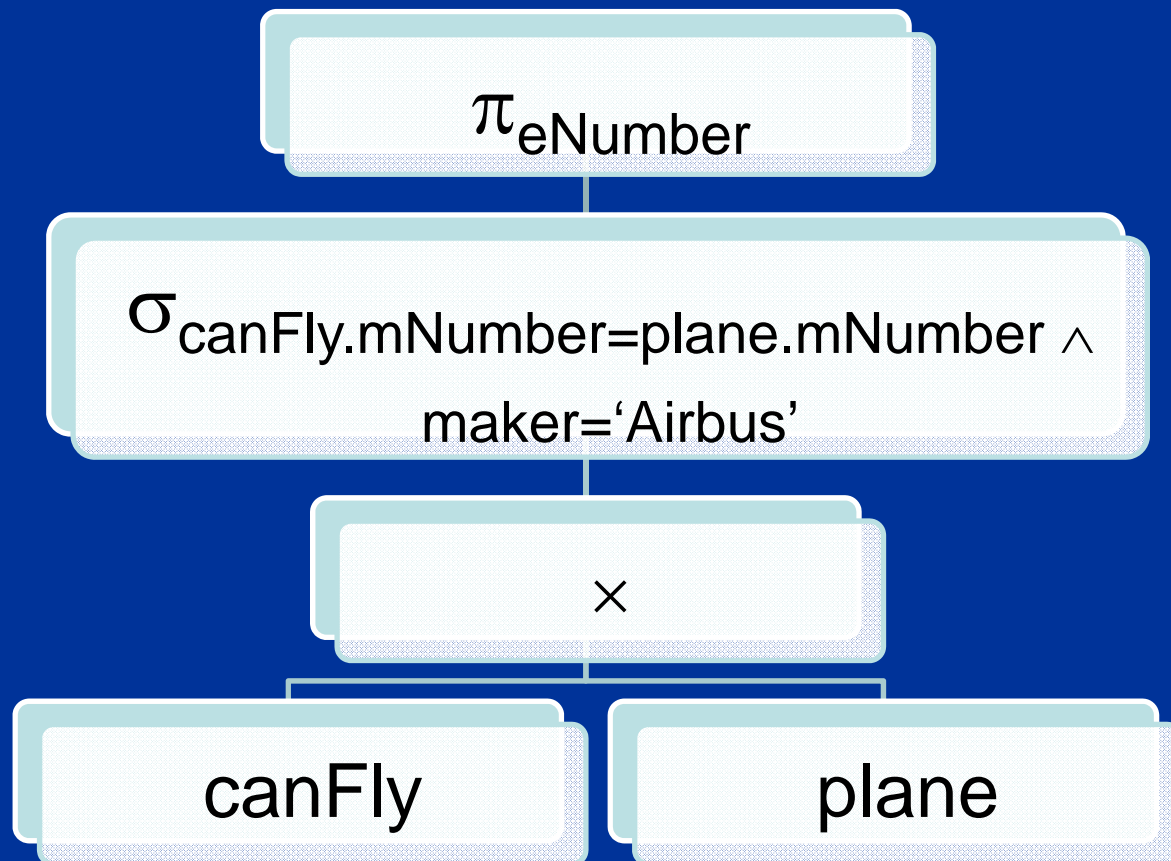 πeNumber
σcanFly.mNumber=plane.mNumber ∧
maker=‘Airbus’
×
canFly
plane